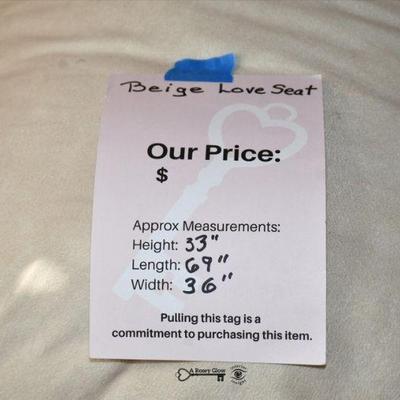 Beige Love Seat
Our Price:
$
Approx Measurements:
Height: 33"
Length: 69"
Width: 36"
Pulling this tag is a
commitment to purchasing this item.
A Rosey Glow